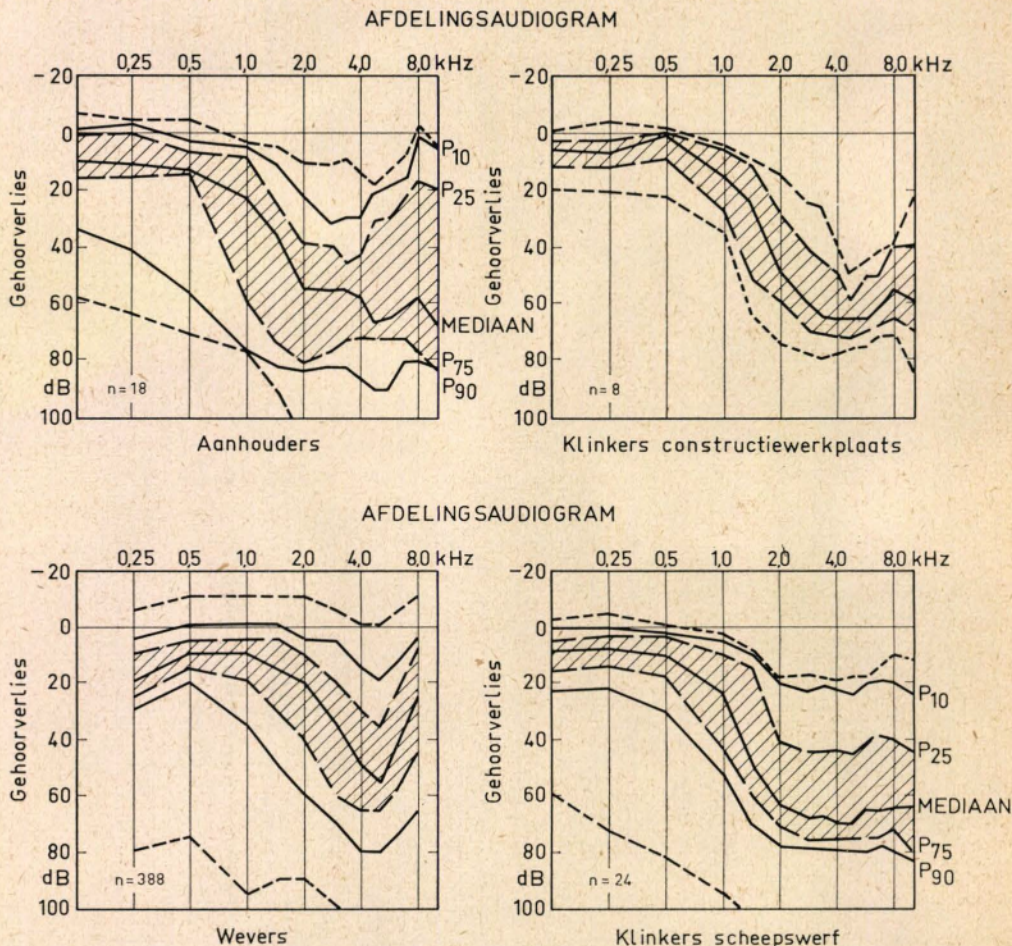 AFDELINGSAUDIOGRAM
0,25 0,5 1,0 2,0 4,0 8,0 kHz
0,25 0,5 1,0 2,0 4,0 8,0 kHz
-20
0
20
40
60
80
dB
100
Gehoorverlies
n=18
P10
P25
MEDIAAN
P75
P90
Aanhouders
-20
0
20
40
60
80
dB
100
Gehoorverlies
n=8
Klinkers constructiewerkplaats
AFDELINGSAUDIOGRAM
0,25 0,5 1,0 2,0 4,0 8,0 kHz
0,25 0,5 1,0 2,0 4,0 8,0 kHz
-20
0
20
40
60
80
dB
100
Gehoorverlies
n=388
Wevers
-20
0
20
40
60
80
dB
100
Gehoorverlies
n=24
P10
P25
MEDIAAN
P75
P90
Klinkers scheepswerf